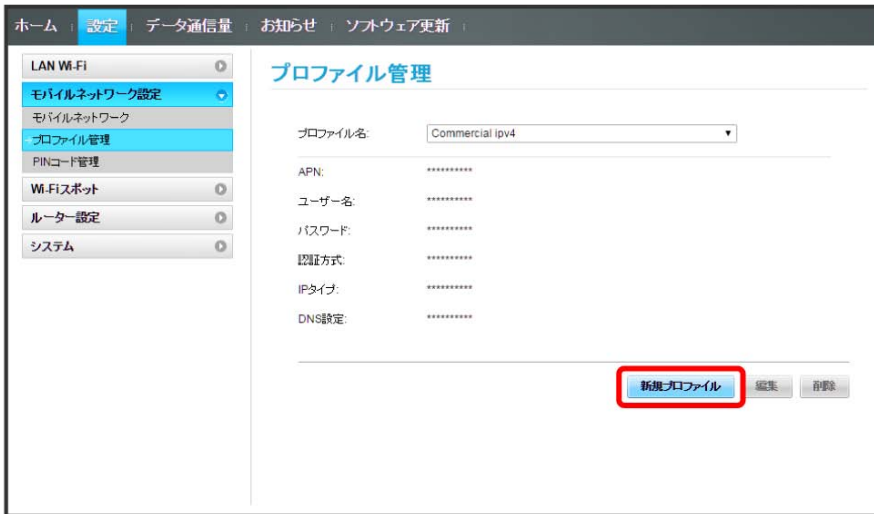 ホーム 設定 データ通信量 お知らせ ソフトウェア更新
LAN Wi-Fi
モバイルネットワーク設定
モバイルネットワーク
プロファイル管理
PINコード管理
Wi-Fiスポット
ルーター設定
システム
プロファイル管理
プロファイル名: Commercial ipv4
APN: **********
ユーザー名: **********
パスワード: **********
認証方式: **********
IPタイプ: **********
DNS設定: **********
新規プロファイル 編集 削除